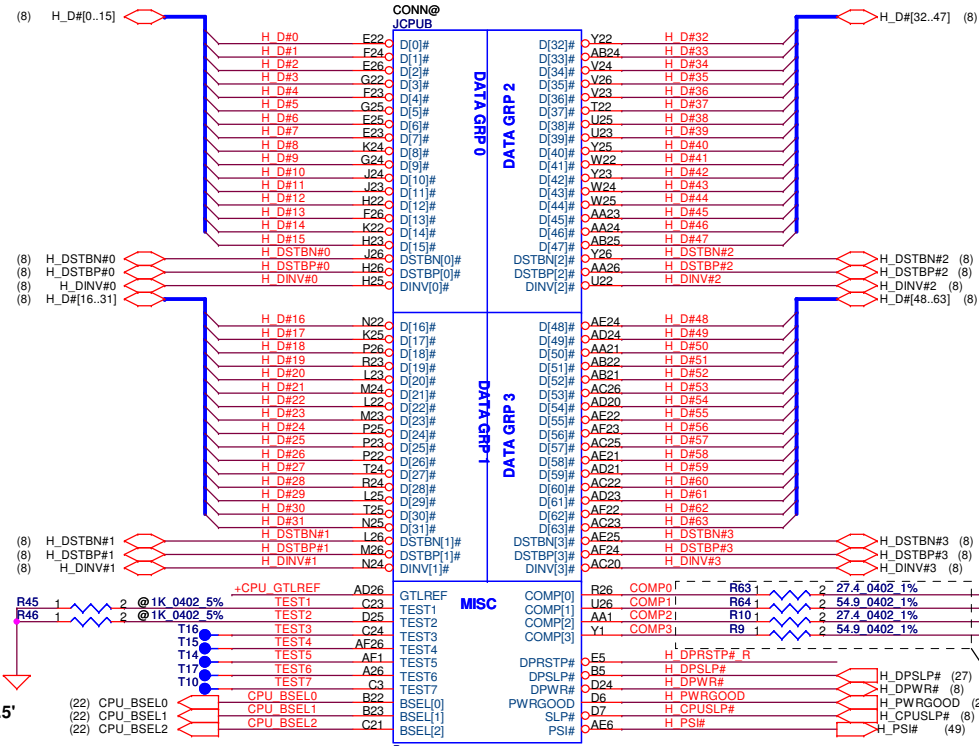 CONN@
JCPUB
(8) H_D#[0..15] H_D#[32..47] (8)
H_D#0 E22 D[0]# D[32]# Y22 H_D#32
H_D#1 F24 D[1]# D[33]# AB24 H_D#33
H_D#2 E26 D[2]# D[34]# V24 H_D#34
H_D#3 G22 D[3]# D[35]# V26 H_D#35
H_D#4 F23 D[4]# D[36]# V23 H_D#36
H_D#5 G25 D[5]# D[37]# T22 H_D#37
H_D#6 E25 D[6]# D[38]# U25 H_D#38
H_D#7 E23 D[7]# D[39]# U23 H_D#39
H_D#8 K24 D[8]# D[40]# Y25 H_D#40
H_D#9 G24 D[9]# D[41]# W22 H_D#41
H_D#10 J24 D[10]# D[42]# Y23 H_D#42
H_D#11 J23 D[11]# D[43]# W24 H_D#43
H_D#12 H22 D[12]# D[44]# W25 H_D#44
H_D#13 F26 D[13]# D[45]# AA23 H_D#45
H_D#14 K22 D[14]# D[46]# AA24 H_D#46
H_D#15 H23 D[15]# D[47]# AB25 H_D#47
DATA GRP 0
DATA GRP 2
(8) H_DSTBN#0 H_DSTBN#0 J26 DSTBN[0]# DSTBN[2]# Y26 H_DSTBN#2 H_DSTBN#2 (8)
(8) H_DSTBP#0 H_DSTBP#0 H26 DSTBP[0]# DSTBP[2]# AA26 H_DSTBP#2 H_DSTBP#2 (8)
(8) H_DINV#0 H_DINV#0 H25 DINV[0]# DINV[2]# U22 H_DINV#2 H_DINV#2 (8)
(8) H_D#[16..31] H_D#[48..63] (8)
H_D#16 N22 D[16]# D[48]# AE24 H_D#48
H_D#17 K25 D[17]# D[49]# AD24 H_D#49
H_D#18 P26 D[18]# D[50]# AA21 H_D#50
H_D#19 R23 D[19]# D[51]# AB22 H_D#51
H_D#20 L23 D[20]# D[52]# AB21 H_D#52
H_D#21 M24 D[21]# D[53]# AC26 H_D#53
H_D#22 L22 D[22]# D[54]# AD20 H_D#54
H_D#23 M23 D[23]# D[55]# AE22 H_D#55
H_D#24 P25 D[24]# D[56]# AF23 H_D#56
H_D#25 P23 D[25]# D[57]# AC25 H_D#57
H_D#26 P22 D[26]# D[58]# AE21 H_D#58
H_D#27 T24 D[27]# D[59]# AD21 H_D#59
H_D#28 R24 D[28]# D[60]# AC22 H_D#60
H_D#29 L25 D[29]# D[61]# AD23 H_D#61
H_D#30 T25 D[30]# D[62]# AF22 H_D#62
H_D#31 N25 D[31]# D[63]# AC23 H_D#63
DATA GRP 1
DATA GRP 3
(8) H_DSTBN#1 H_DSTBN#1 L26 DSTBN[1]# DSTBN[3]# AE25 H_DSTBN#3 H_DSTBN#3 (8)
(8) H_DSTBP#1 H_DSTBP#1 M26 DSTBP[1]# DSTBP[3]# AF24 H_DSTBP#3 H_DSTBP#3 (8)
(8) H_DINV#1 H_DINV#1 N24 DINV[1]# DINV[3]# AC20 H_DINV#3 H_DINV#3 (8)
MISC
+CPU_GTLREF AD26 GTLREF COMP[0] R26 COMP0 R63 1 2 27.4_0402_1%
R45 1 2 @1K_0402_5% TEST1 C23 TEST1 COMP[1] U26 COMP1 R64 1 2 54.9_0402_1%
R46 1 2 @1K_0402_5% TEST2 D25 TEST2 COMP[2] AA1 COMP2 R10 1 2 27.4_0402_1%
T16 TEST3 C24 TEST3 COMP[3] Y1 COMP3 R9 1 2 54.9_0402_1%
T15 TEST4 AF26 TEST4
T14 TEST5 AF1 TEST5 DPRSTP# E5 H_DPRSTP#_R
T17 TEST6 A26 TEST6 DPSLP# B5 H_DPSLP# H_DPSLP# (27)
T10 TEST7 C3 TEST7 DPWR# D24 H_DPWR# H_DPWR# (8)
(22) CPU_BSEL0 CPU_BSEL0 B22 BSEL[0] PWRGOOD D6 H_PWRGOOD H_PWRGOOD
(22) CPU_BSEL1 CPU_BSEL1 B23 BSEL[1] SLP# D7 H_CPUSLP# H_CPUSLP# (8)
(22) CPU_BSEL2 CPU_BSEL2 C21 BSEL[2] PSI# AE6 H_PSI# H_PSI# (49)
5'